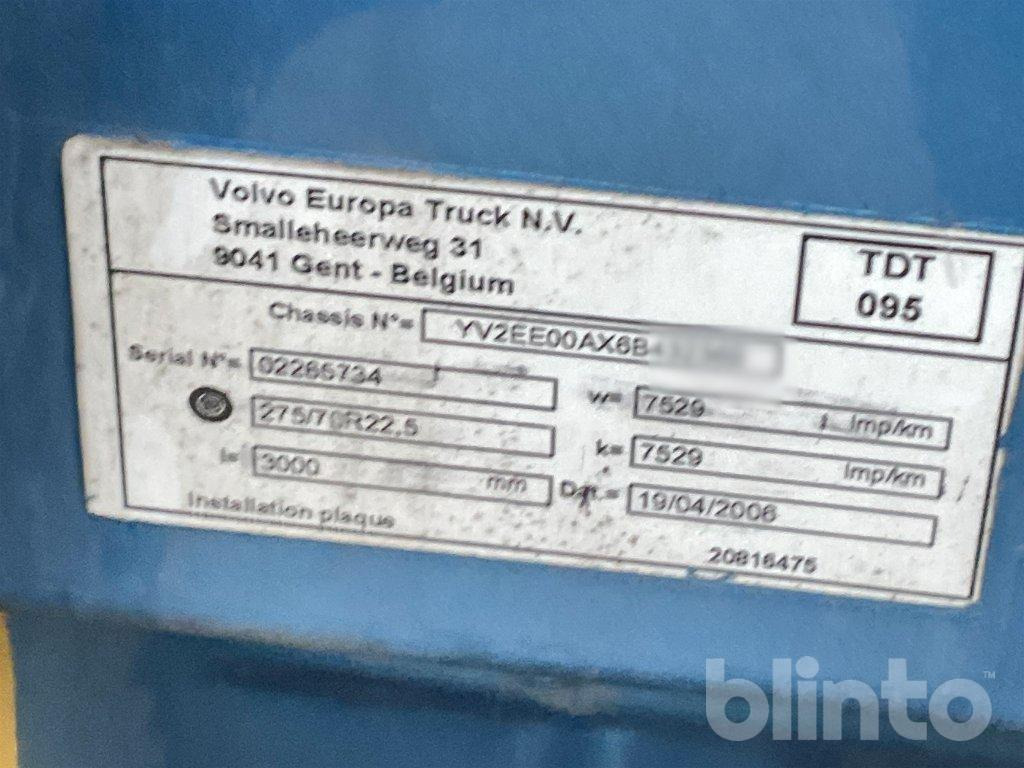 Volvo Europa Truck N.V.
Smalleheerweg 31
9041 Gent - Belgium
TDT
095
Chassis N°= YV2EE00AX6B
Serial N°= 02265734
w= 7529 Imp/km
275/70R22,5
k= 7529 Imp/km
l= 3000 mm
Dat.= 19/04/2006
Installation plaque
20816475
blinto™